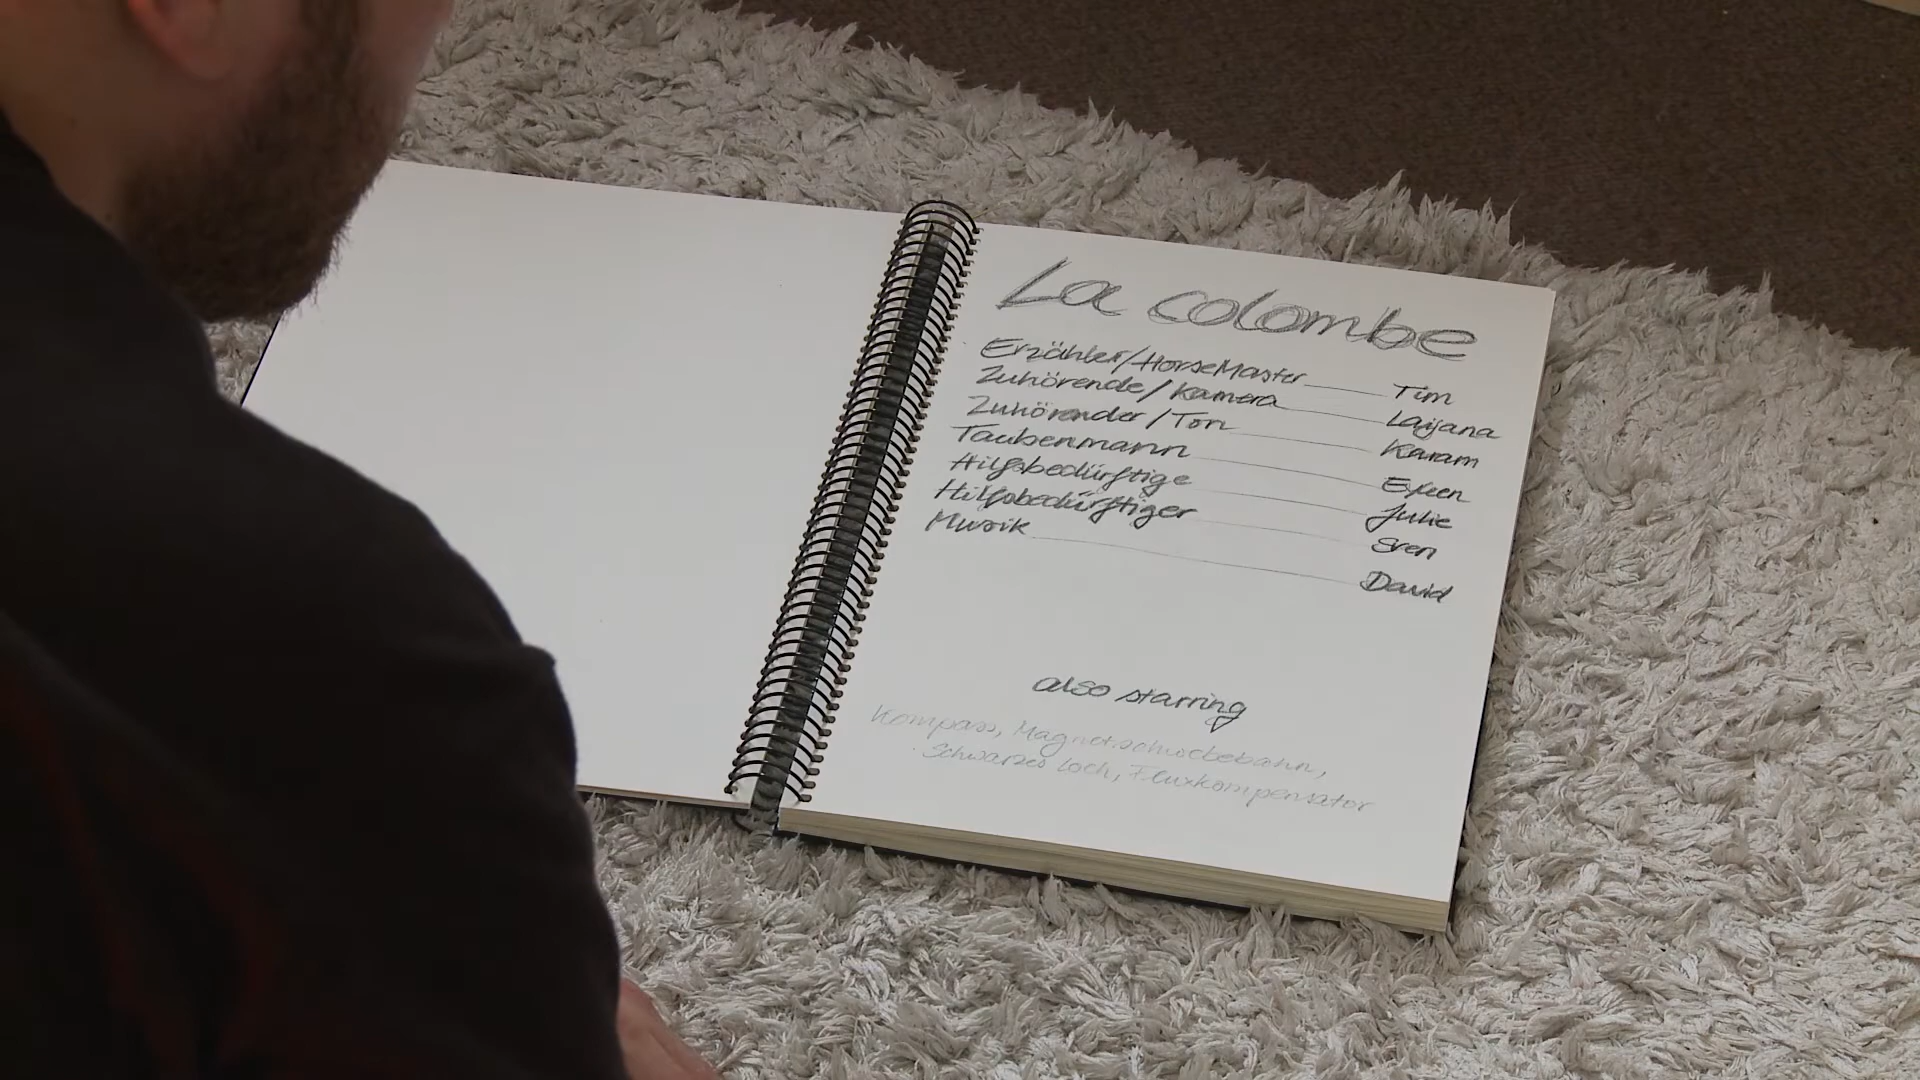 La colombe
Erzähler/HorseMaster Tim
Zuhörende/Kamera Laijana
Zuhörender/Ton Karam
Taubenmann
Hilfsbedürftige Julie
Hilfsbedürftiger Sven
Musik David
also starring
Kompass, Magnetschwebebahn,
Schwarzes Loch, Fluxkompensator